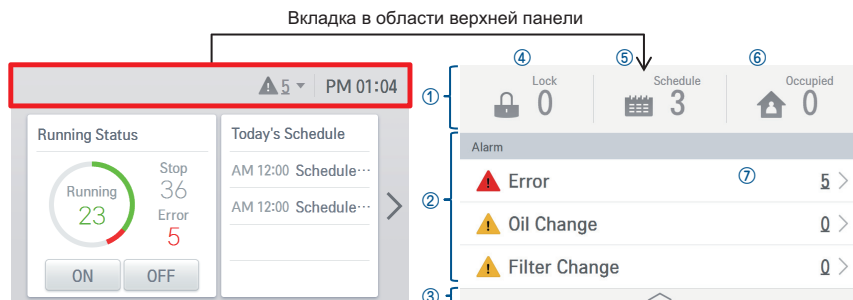 Вкладка в области верхней панели
5 PM 01:04
Running Status
Running
23
Stop
36
Error
5
ON OFF
Today's Schedule
AM 12:00 Schedule···
AM 12:00 Schedule···
④ ⑤ ⑥
①
Lock
0
Schedule
3
Occupied
0
②
Alarm
⑦
Error 5
Oil Change 0
Filter Change 0
③